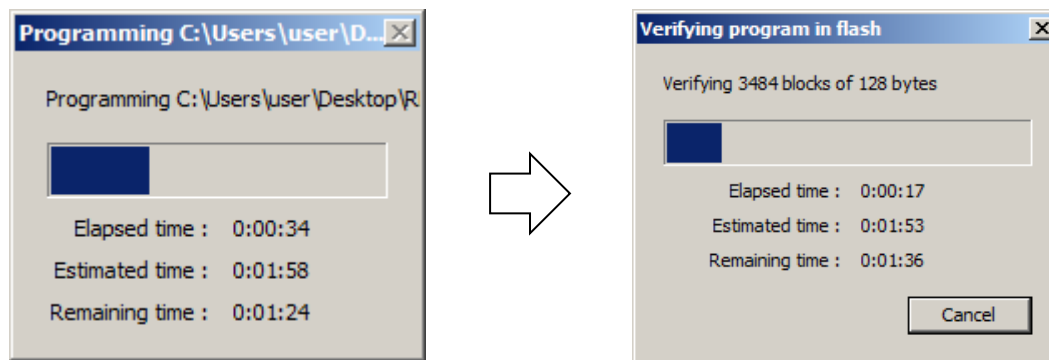 Programming C:\Users\user\D...
Programming C:\Users\user\Desktop\R
Elapsed time : 0:00:34
Estimated time : 0:01:58
Remaining time : 0:01:24
Verifying program in flash
Verifying 3484 blocks of 128 bytes
Elapsed time : 0:00:17
Estimated time : 0:01:53
Remaining time : 0:01:36
Cancel